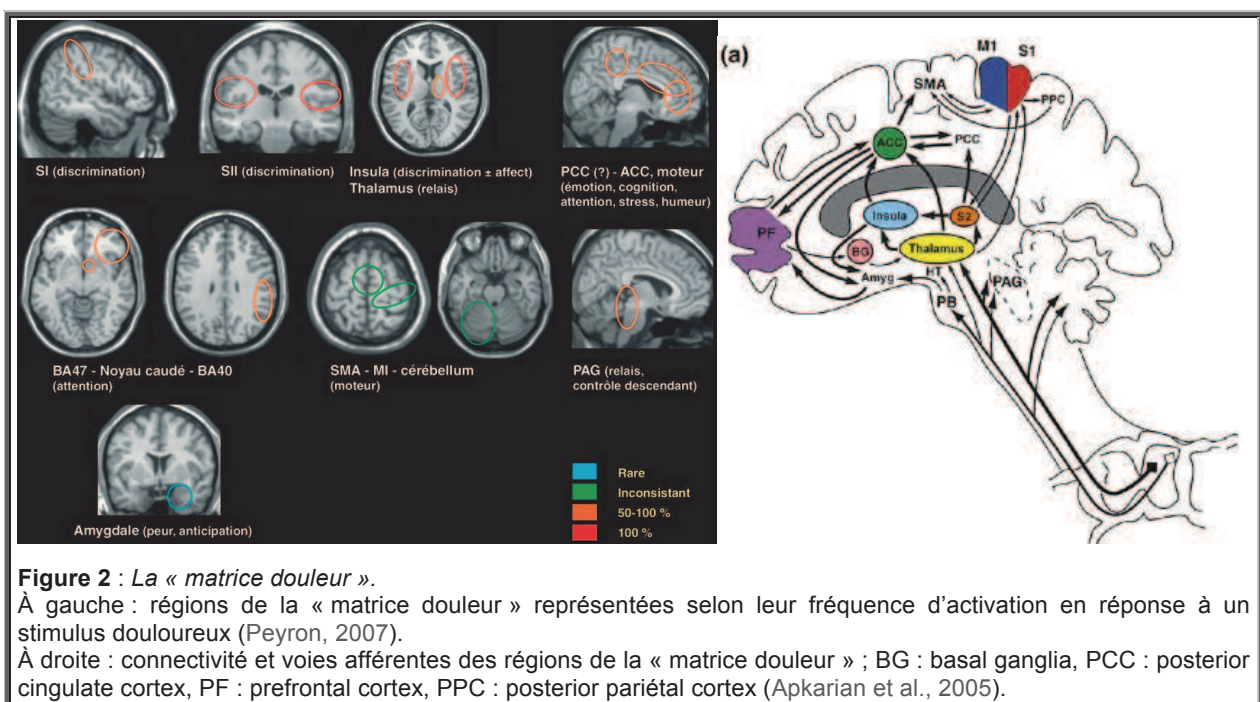 SI (discrimination)
SII (discrimination)
Insula (discrimination ± affect)
Thalamus (relais)
PCC (?) - ACC, moteur
(émotion, cognition,
attention, stress, humeur)
BA47 - Noyau caudé - BA40
(attention)
SMA - MI - cérébellum
(moteur)
PAG (relais,
contrôle descendant)
Amygdale (peur, anticipation)
Rare
Inconsistant
50-100 %
100 %
(a)
M1
S1
SMA
PPC
ACC
PCC
Insula
S2
PF
BG
Thalamus
HT
Amyg
PAG
PB
Figure 2 : La « matrice douleur ».
À gauche : régions de la « matrice douleur » représentées selon leur fréquence d’activation en réponse à un
stimulus douloureux (Peyron, 2007).
À droite : connectivité et voies afférentes des régions de la « matrice douleur » ; BG : basal ganglia, PCC : posterior
cingulate cortex, PF : prefrontal cortex, PPC : posterior pariétal cortex (Apkarian et al., 2005).